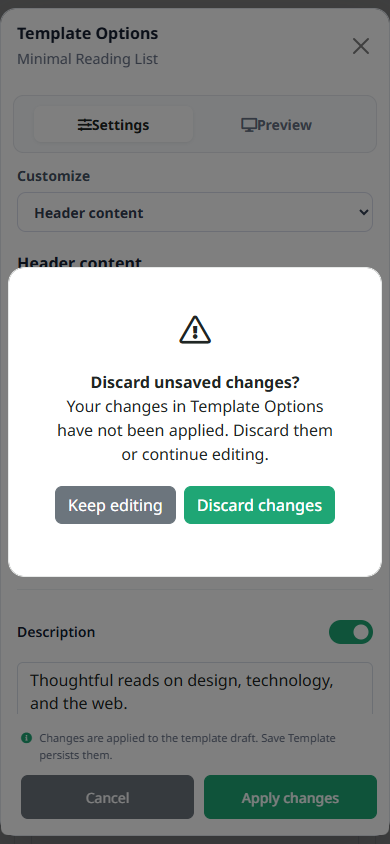 Template Options
Minimal Reading List
Settings
Preview
Customize
Header content
Header content
Discard unsaved changes?
Your changes in Template Options
have not been applied. Discard them
or continue editing.
Keep editing
Discard changes
Description
Thoughtful reads on design, technology,
and the web.
Changes are applied to the template draft. Save Template
persists them.
Cancel
Apply changes